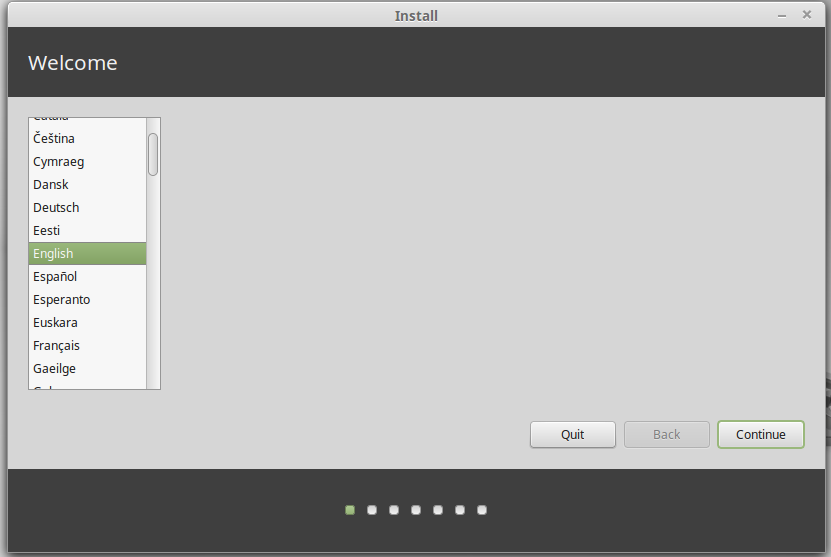 Install
Welcome
Čeština
Cymraeg
Dansk
Deutsch
Eesti
English
Español
Esperanto
Euskara
Français
Gaeilge
Quit
Back
Continue